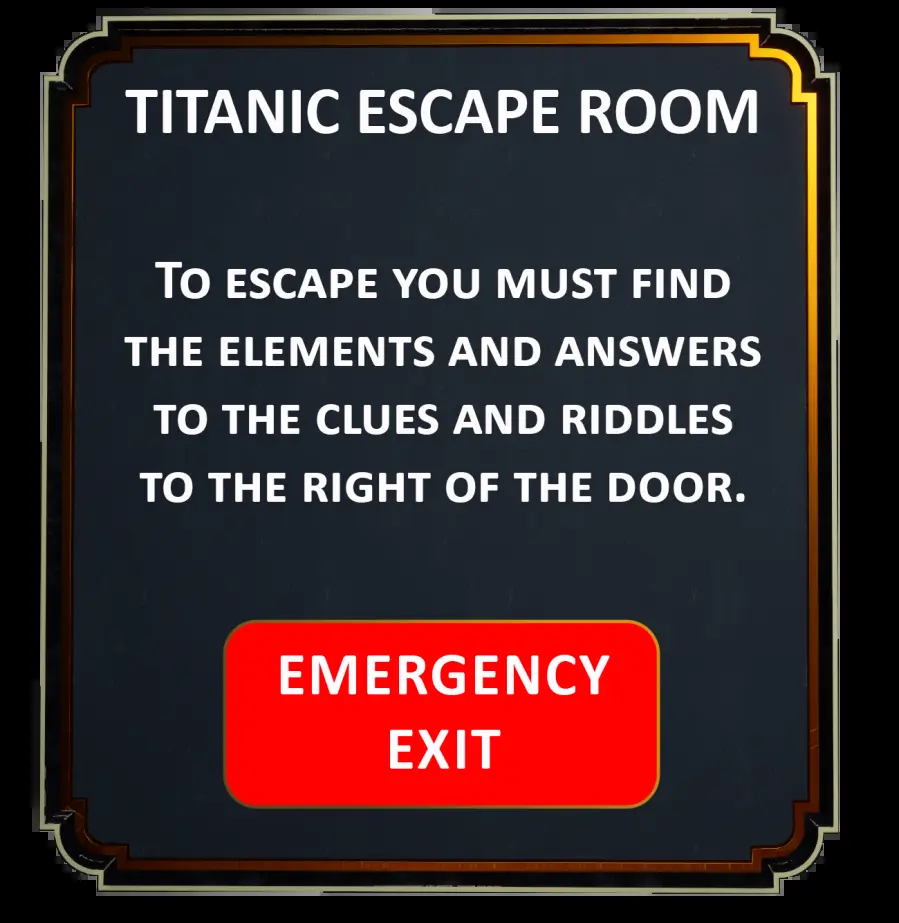 TITANIC ESCAPE ROOM
To escape you must find
the elements and answers
to the clues and riddles
to the right of the door.
EMERGENCY
EXIT